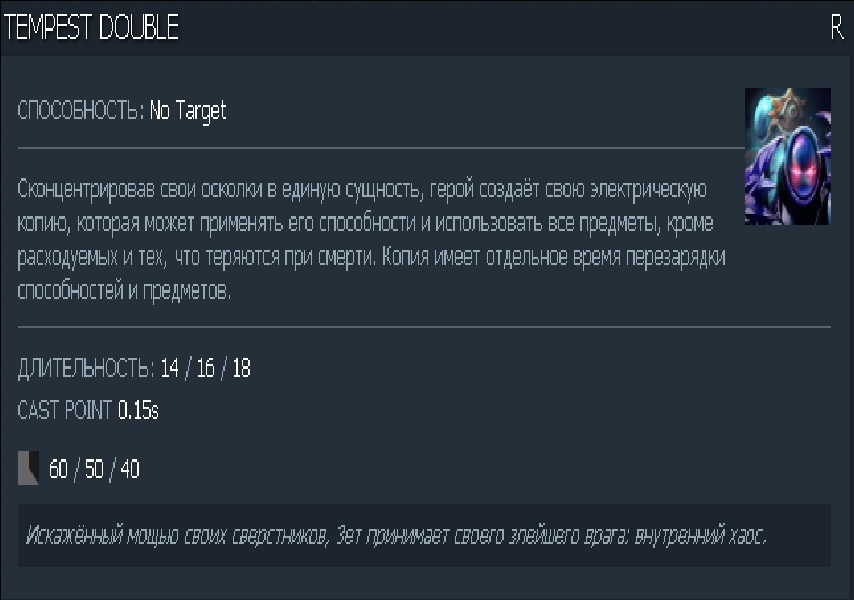 TEMPEST DOUBLE R
СПОСОБНОСТЬ: No Target
Сконцентрировав свои осколки в единую сущность, герой создаёт свою электрическую
копию, которая может применять его способности и использовать все предметы, кроме
расходуемых и тех, что теряются при смерти. Копия имеет отдельное время перезарядки
способностей и предметов.
ДЛИТЕЛЬНОСТЬ: 14 / 16 / 18
CAST POINT 0.15s
60 / 50 / 40
Искажённый мощью своих сверстников, Зет принимает своего злейшего врага: внутренний хаос.